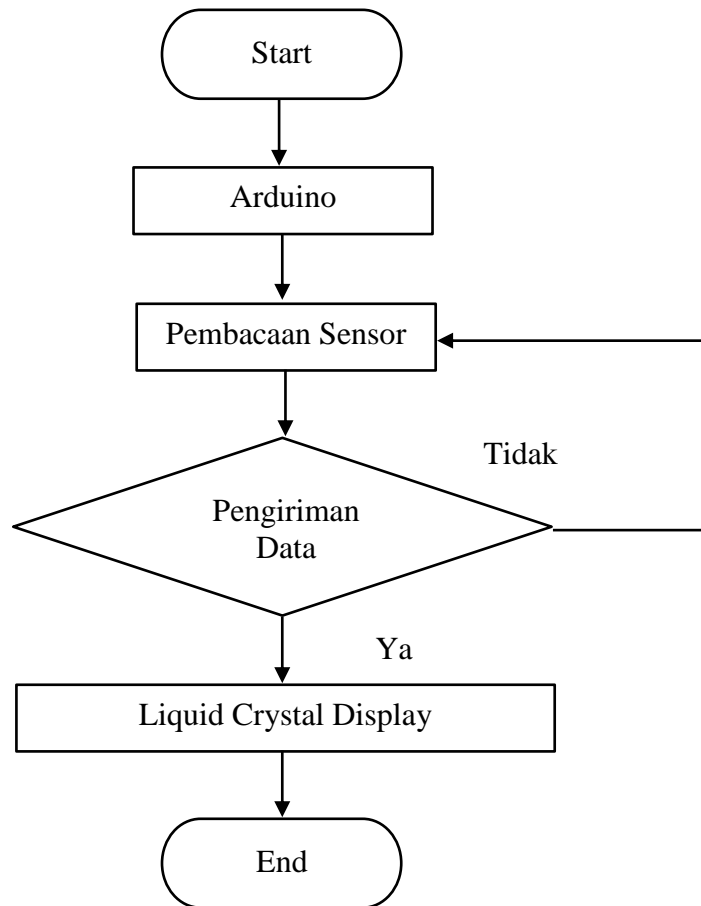 Start
Arduino
Pembacaan Sensor
Tidak
Pengiriman
Data
Ya
Liquid Crystal Display
End